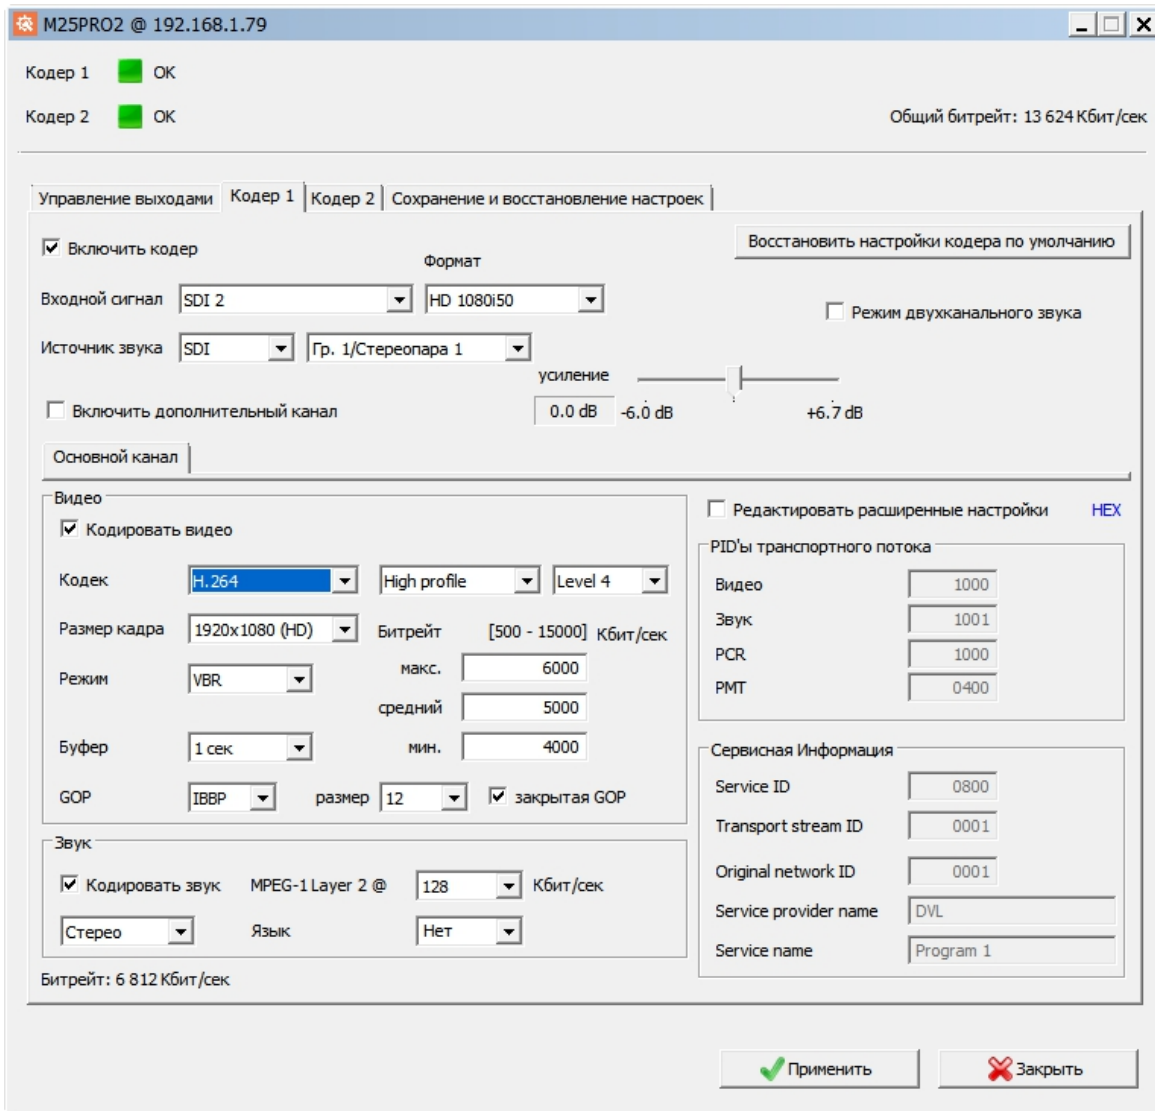 M25PRO2 @ 192.168.1.79
Кодер 1 OK
Кодер 2 OK
Общий битрейт: 13 624 Кбит/сек
Управление выходами Кодер 1 Кодер 2 Сохранение и восстановление настроек
Включить кодер
Восстановить настройки кодера по умолчанию
Формат
Входной сигнал SDI 2 HD 1080i50
Режим двухканального звука
Источник звука SDI Гр. 1/Стереопара 1
усиление
Включить дополнительный канал 0.0 dB -6.0 dB +6.7 dB
Основной канал
Видео
Кодировать видео
Кодек H.264 High profile Level 4
Размер кадра 1920x1080 (HD) Битрейт [500 - 15000] Кбит/сек
макс. 6000
Режим VBR
средний 5000
Буфер 1 сек мин. 4000
GOP IBBP размер 12 закрытая GOP
Звук
Кодировать звук MPEG-1 Layer 2 @ 128 Кбит/сек
Стерео Язык Нет
Битрейт: 6 812 Кбит/сек
Редактировать расширенные настройки HEX
PID'ы транспортного потока
Видео 1000
Звук 1001
PCR 1000
PMT 0400
Сервисная Информация
Service ID 0800
Transport stream ID 0001
Original network ID 0001
Service provider name DVL
Service name Program 1
Применить Закрыть